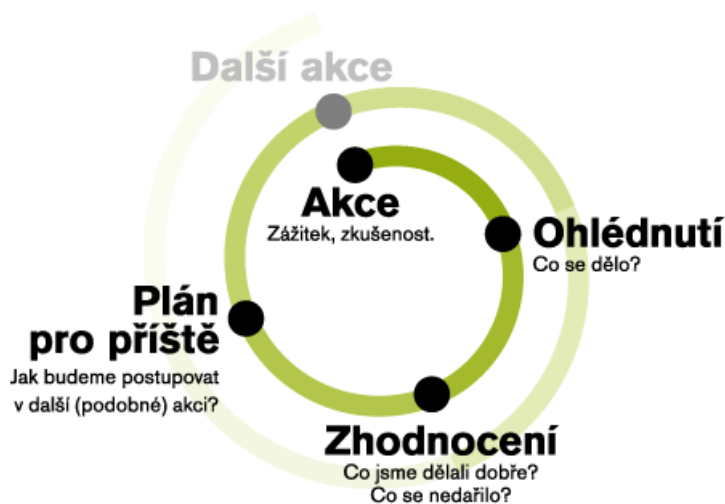 Další akce
Akce
Zážitek, zkušenost.
Ohlédnutí
Co se dělo?
Zhodnocení
Co jsme dělali dobře?
Co se nedařilo?
Plán
pro příště
Jak budeme postupovat
v další (podobné) akci?